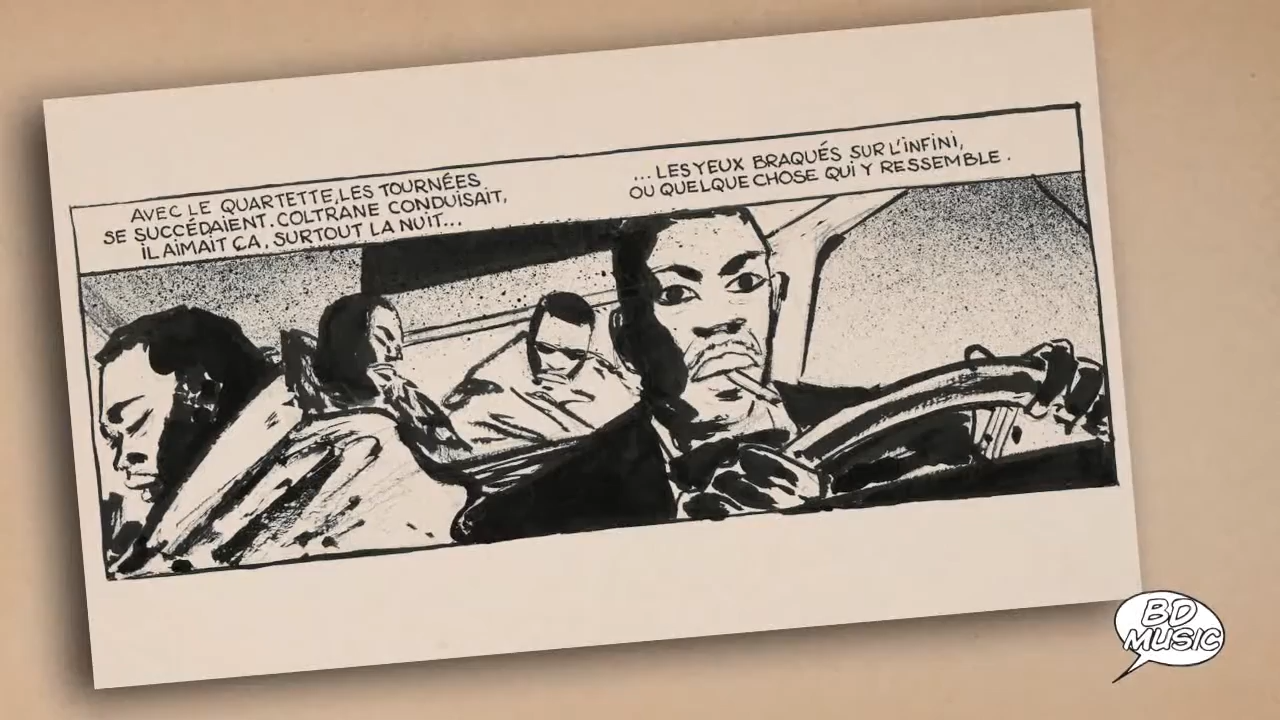 AVEC LE QUARTETTE, LES TOURNÉES
SE SUCCÉDAIENT. COLTRANE CONDUISAIT,
IL AIMAIT ÇA, SURTOUT LA NUIT...
... LES YEUX BRAQUÉS SUR L'INFINI,
OU QUELQUE CHOSE QUI Y RESSEMBLE.
BD
MUSIC